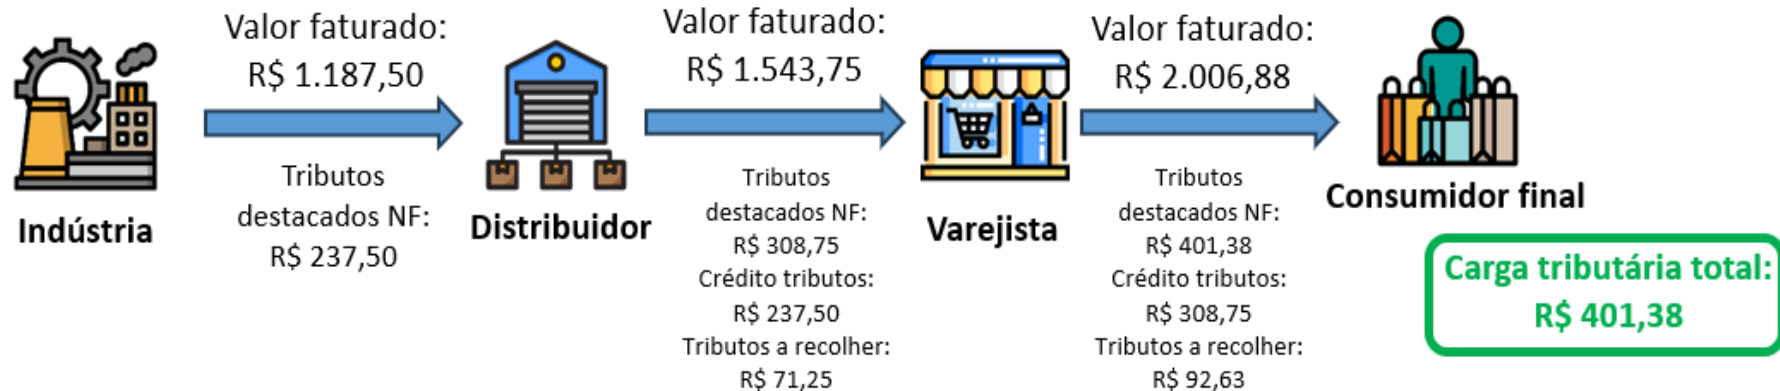 Indústria
Valor faturado:
R$ 1.187,50
Tributos
destacados NF:
R$ 237,50
Distribuidor
Valor faturado:
R$ 1.543,75
Tributos
destacados NF:
R$ 308,75
Crédito tributos:
R$ 237,50
Tributos a recolher:
R$ 71,25
Varejista
Valor faturado:
R$ 2.006,88
Tributos
destacados NF:
R$ 401,38
Crédito tributos:
R$ 308,75
Tributos a recolher:
R$ 92,63
Consumidor final
Carga tributária total:
R$ 401,38